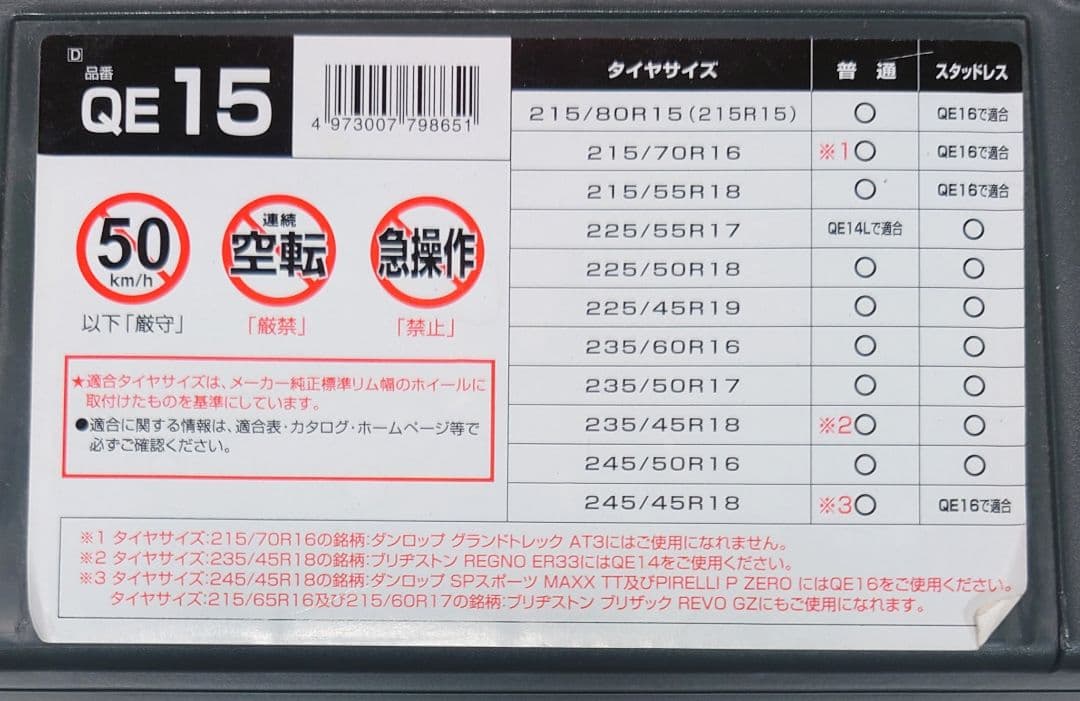 D
品番
QE 15
4 973007 798651
50
km/h
以下「厳守」
連続
空転
「厳禁」
急操作
「禁止」
★適合タイヤサイズは、メーカー純正標準リム幅のホイールに
取付けたものを基準にしています。
●適合に関する情報は、適合表・カタログ・ホームページ等で
必ずご確認ください。
タイヤサイズ 普通 スタッドレス
215/80R15(215R15) ○ QE16で適合
215/70R16 ※1○ QE16で適合
215/55R18 ○ QE16で適合
225/55R17 QE14Lで適合 ○
225/50R18 ○ ○
225/45R19 ○ ○
235/60R16 ○ ○
235/50R17 ○ ○
235/45R18 ※2○ ○
245/50R16 ○ ○
245/45R18 ※3○ QE16で適合
※1 タイヤサイズ:215/70R16の銘柄:ダンロップ グランドトレック AT3にはご使用になれません。
※2 タイヤサイズ:235/45R18の銘柄:ブリヂストン REGNO ER33にはQE14をご使用ください。
※3 タイヤサイズ:245/45R18の銘柄:ダンロップ SPスポーツ MAXX TT及びPIRELLI P ZERO にはQE16をご使用ください。
タイヤサイズ:215/65R16及び215/60R17の銘柄:ブリヂストン ブリザック REVO GZにもご使用になれます。